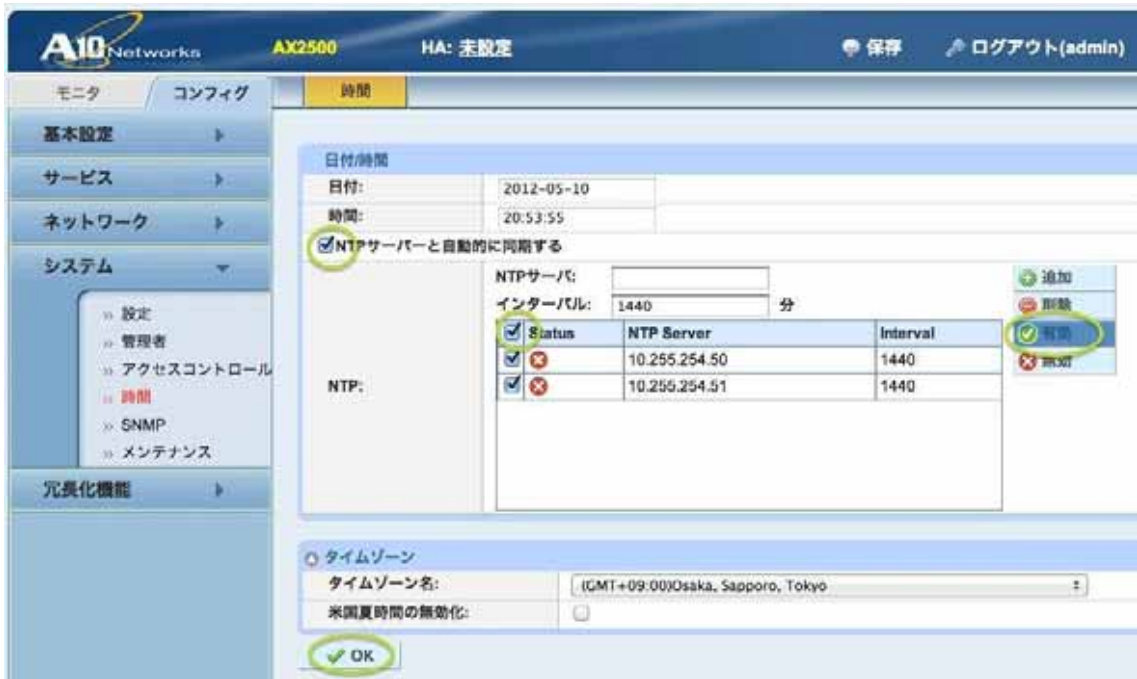 A10 Networks
AX2500
HA: 未設定
保存
ログアウト(admin)
モニタ
コンフィグ
時間
基本設定
サービス
ネットワーク
システム
設定
管理者
アクセスコントロール
時間
SNMP
メンテナンス
冗長化機能
日付/時間
日付: 2012-05-10
時間: 20:53:55
NTPサーバーと自動的に同期する
NTP:
NTPサーバ:
インターバル: 1440 分
追加
削除
有効
無効
Status NTP Server Interval
10.255.254.50 1440
10.255.254.51 1440
タイムゾーン
タイムゾーン名: (GMT+09:00)Osaka, Sapporo, Tokyo
米国夏時間の無効化:
OK